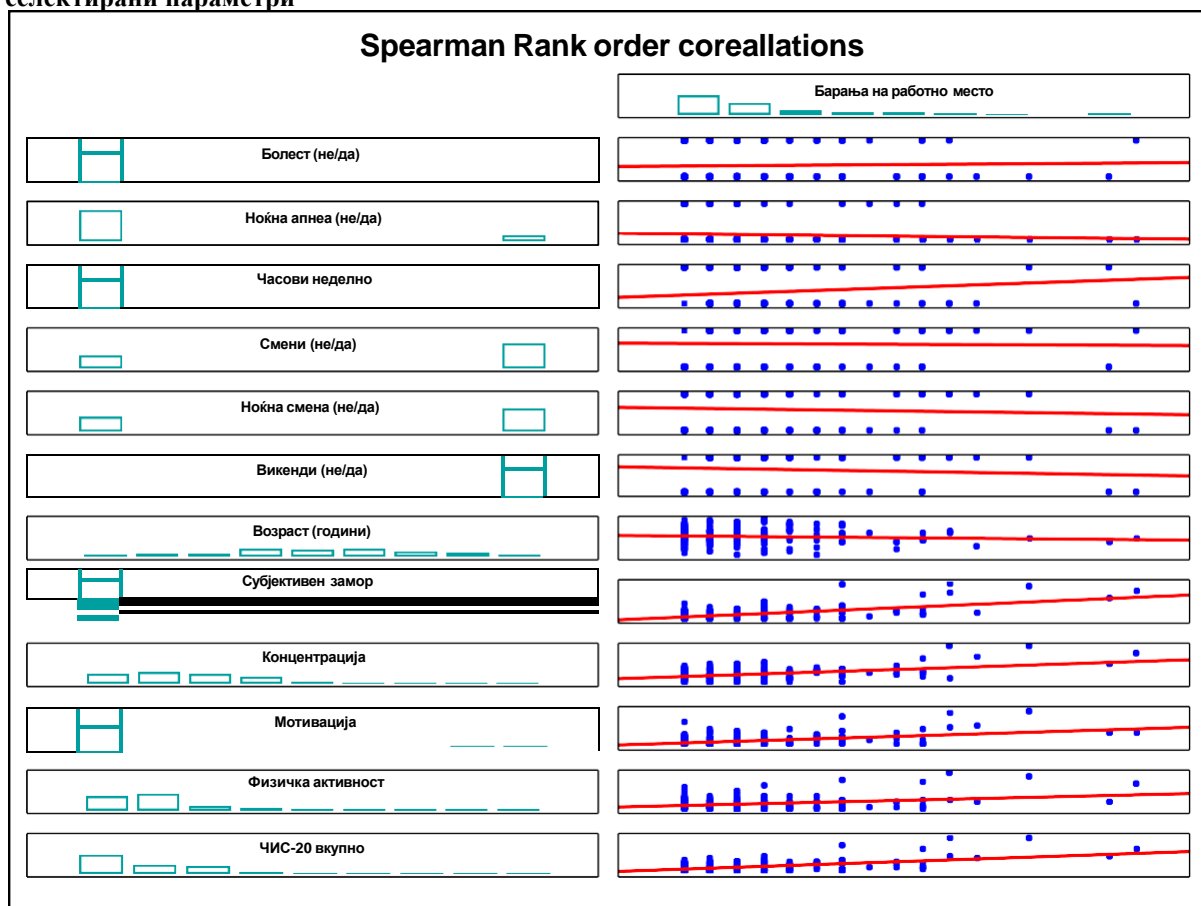 селектирани параметри
Spearman Rank order coreallations
Барања на работно место
Болест (не/да)
Ноќна апнеа (не/да)
Часови неделно
Смени (не/да)
Ноќна смена (не/да)
Викенди (не/да)
Возраст (години)
Субјективен замор
Концентрација
Мотивација
Физичка активност
ЧИС-20 вкупно